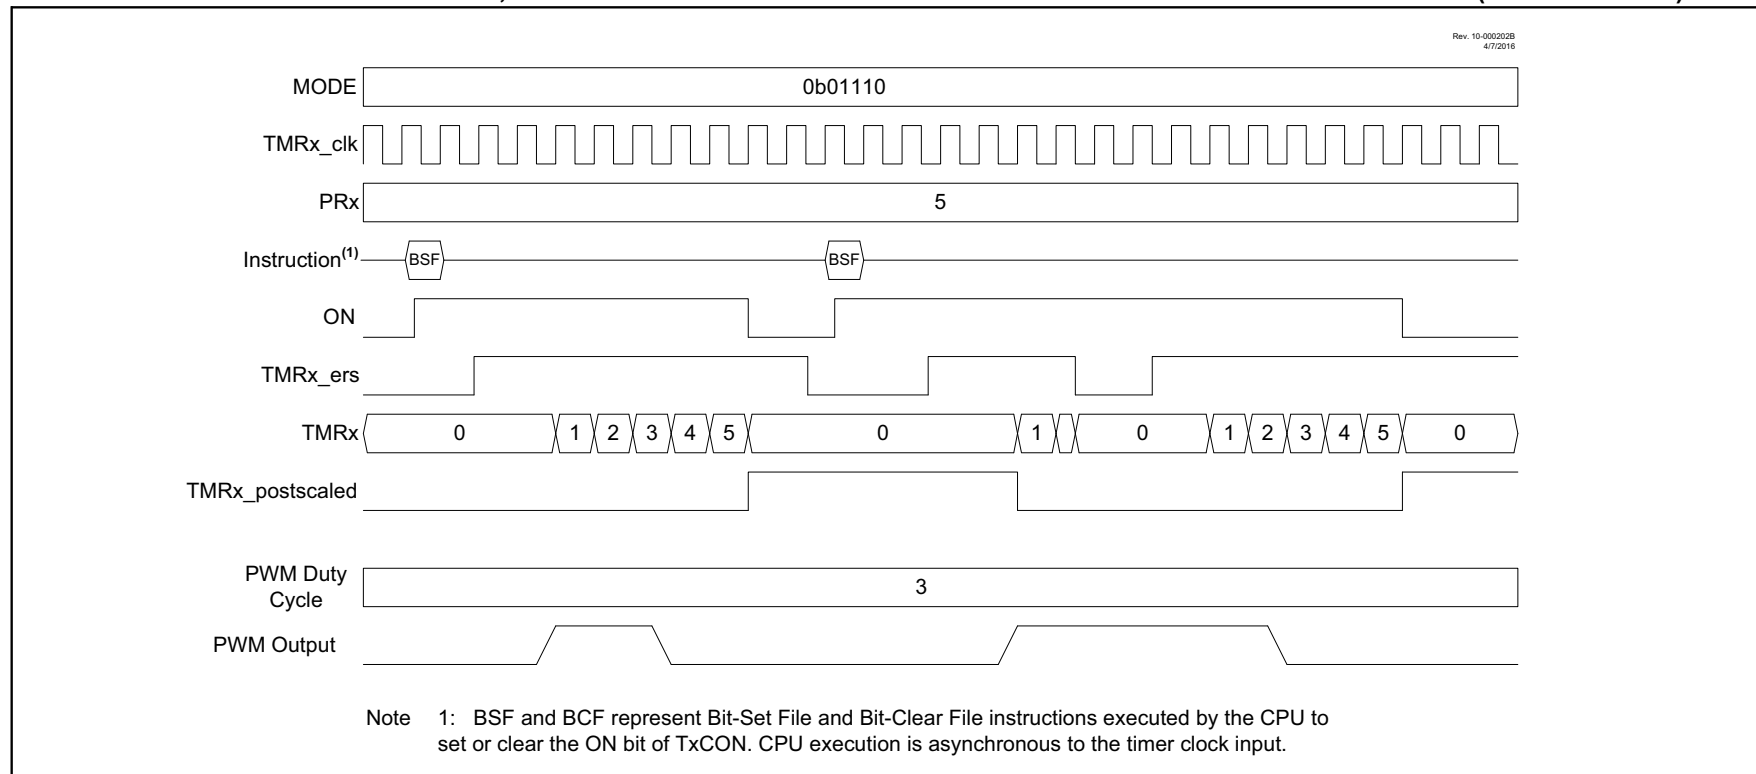 Rev. 10-000202B
4/7/2016
MODE 0b01110
TMRx_clk
PRx 5
Instruction(1) BSF BSF
ON
TMRx_ers
TMRx 0 1 2 3 4 5 0 1 0 1 2 3 4 5 0
TMRx_postscaled
PWM Duty
Cycle 3
PWM Output
Note 1: BSF and BCF represent Bit-Set File and Bit-Clear File instructions executed by the CPU to
set or clear the ON bit of TxCON. CPU execution is asynchronous to the timer clock input.